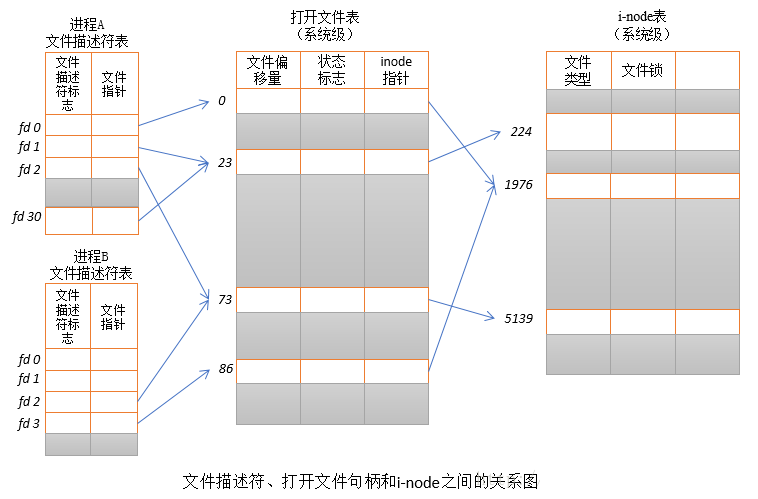 进程A
文件描述符表
文件
描述
符标
志
文件
指针
fd 0
fd 1
fd 2
fd 30
进程B
文件描述符表
文件
描述
符标
志
文件
指针
fd 0
fd 1
fd 2
fd 3
打开文件表
（系统级）
文件偏
移量
状态
标志
inode
指针
0
23
73
86
i-node表
（系统级）
文件
类型
文件锁
224
1976
5139
文件描述符、打开文件句柄和i-node之间的关系图